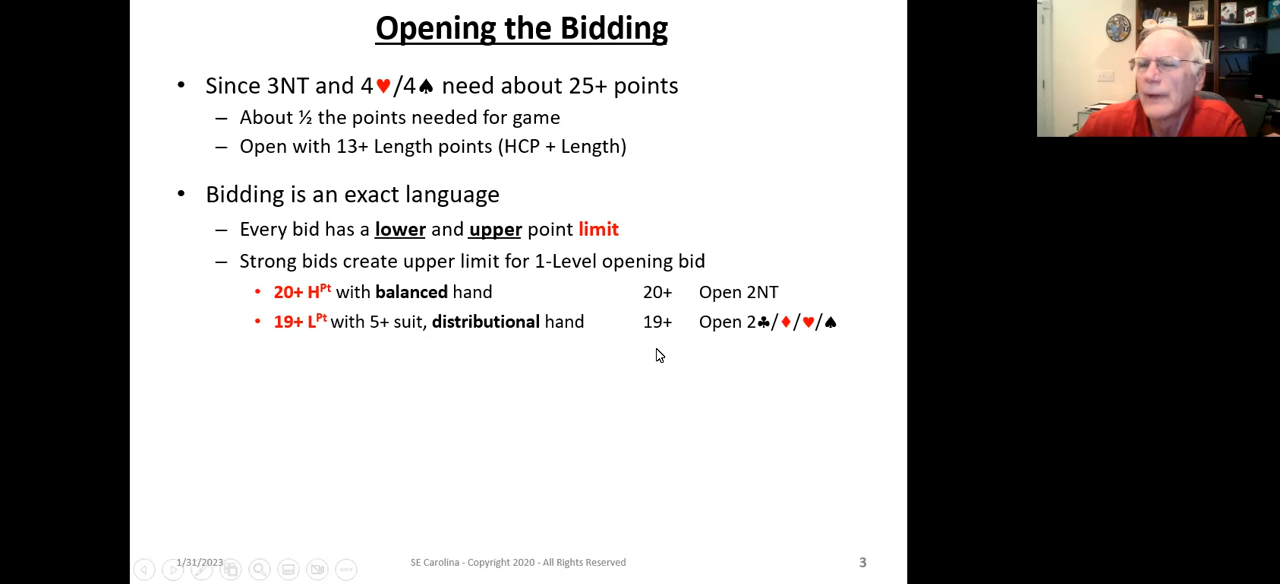 Opening the Bidding
• Since 3NT and 4♥/4♠ need about 25+ points
– About ½ the points needed for game
– Open with 13+ Length points (HCP + Length)
• Bidding is an exact language
– Every bid has a lower and upper point limit
– Strong bids create upper limit for 1-Level opening bid
• 20+ H^Pt with balanced hand 20+ Open 2NT
• 19+ L^Pt with 5+ suit, distributional hand 19+ Open 2♣/♦/♥/♠
1/31/2023 SE Carolina - Copyright 2020 - All Rights Reserved 3